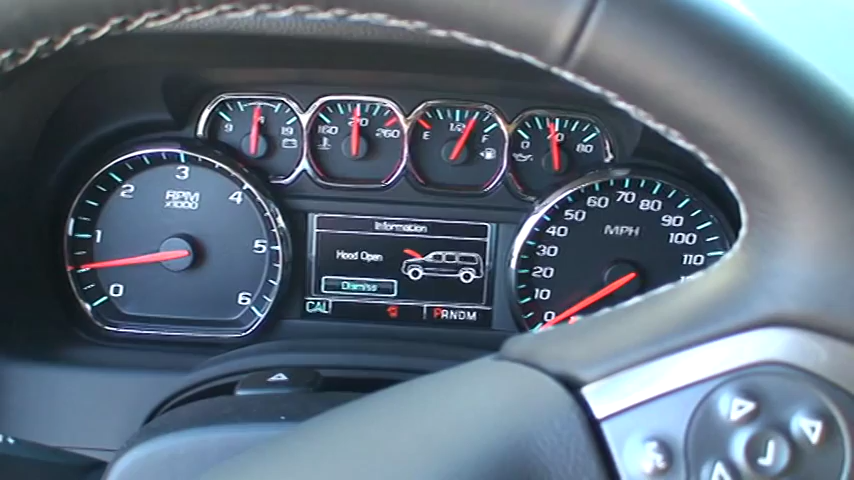 9 14 19
160 210 260
E 1/2 F
0 40 80
RPM
x1000
0 1 2 3 4 5 6
Information
Hood Open
Dismiss
CAL
PRNDM
MPH
0 10 20 30 40 50 60 70 80 90 100 110